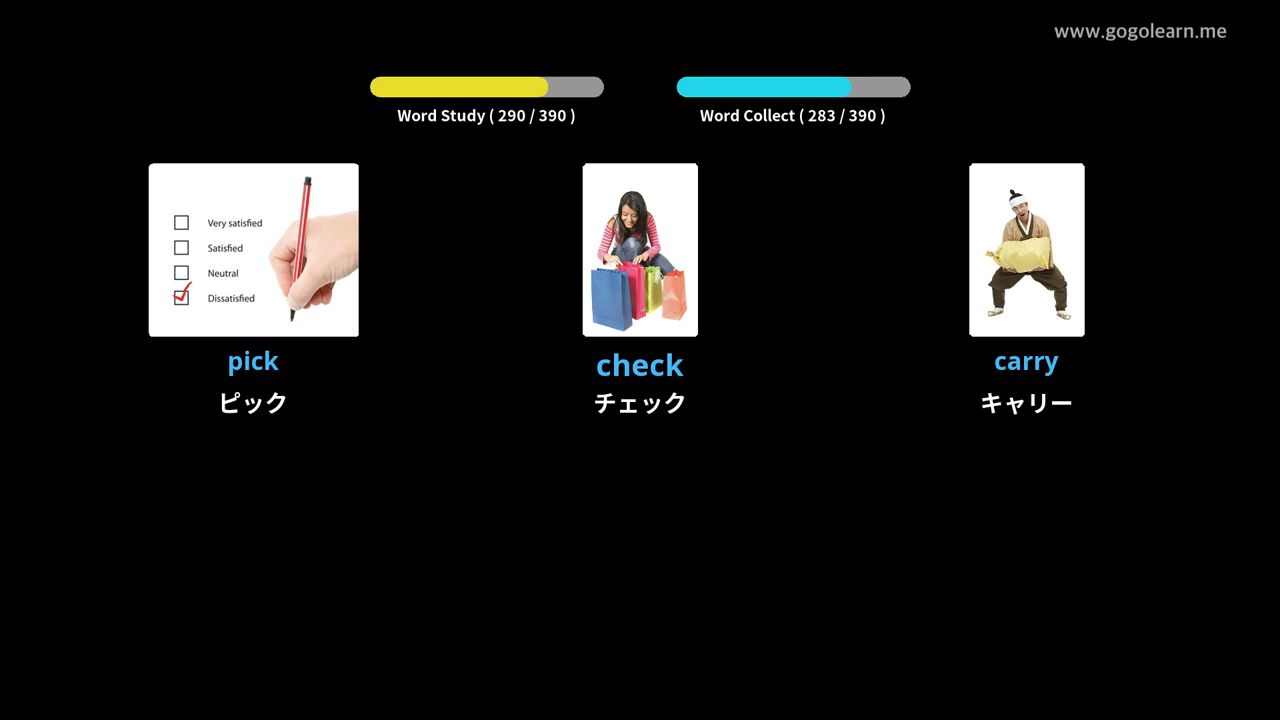 www.gogolearn.me
Word Study ( 290 / 390 )
Word Collect ( 283 / 390 )
Very satisfied
Satisfied
Neutral
Dissatisfied
pick
check
carry
ピック
チェック
キャリー